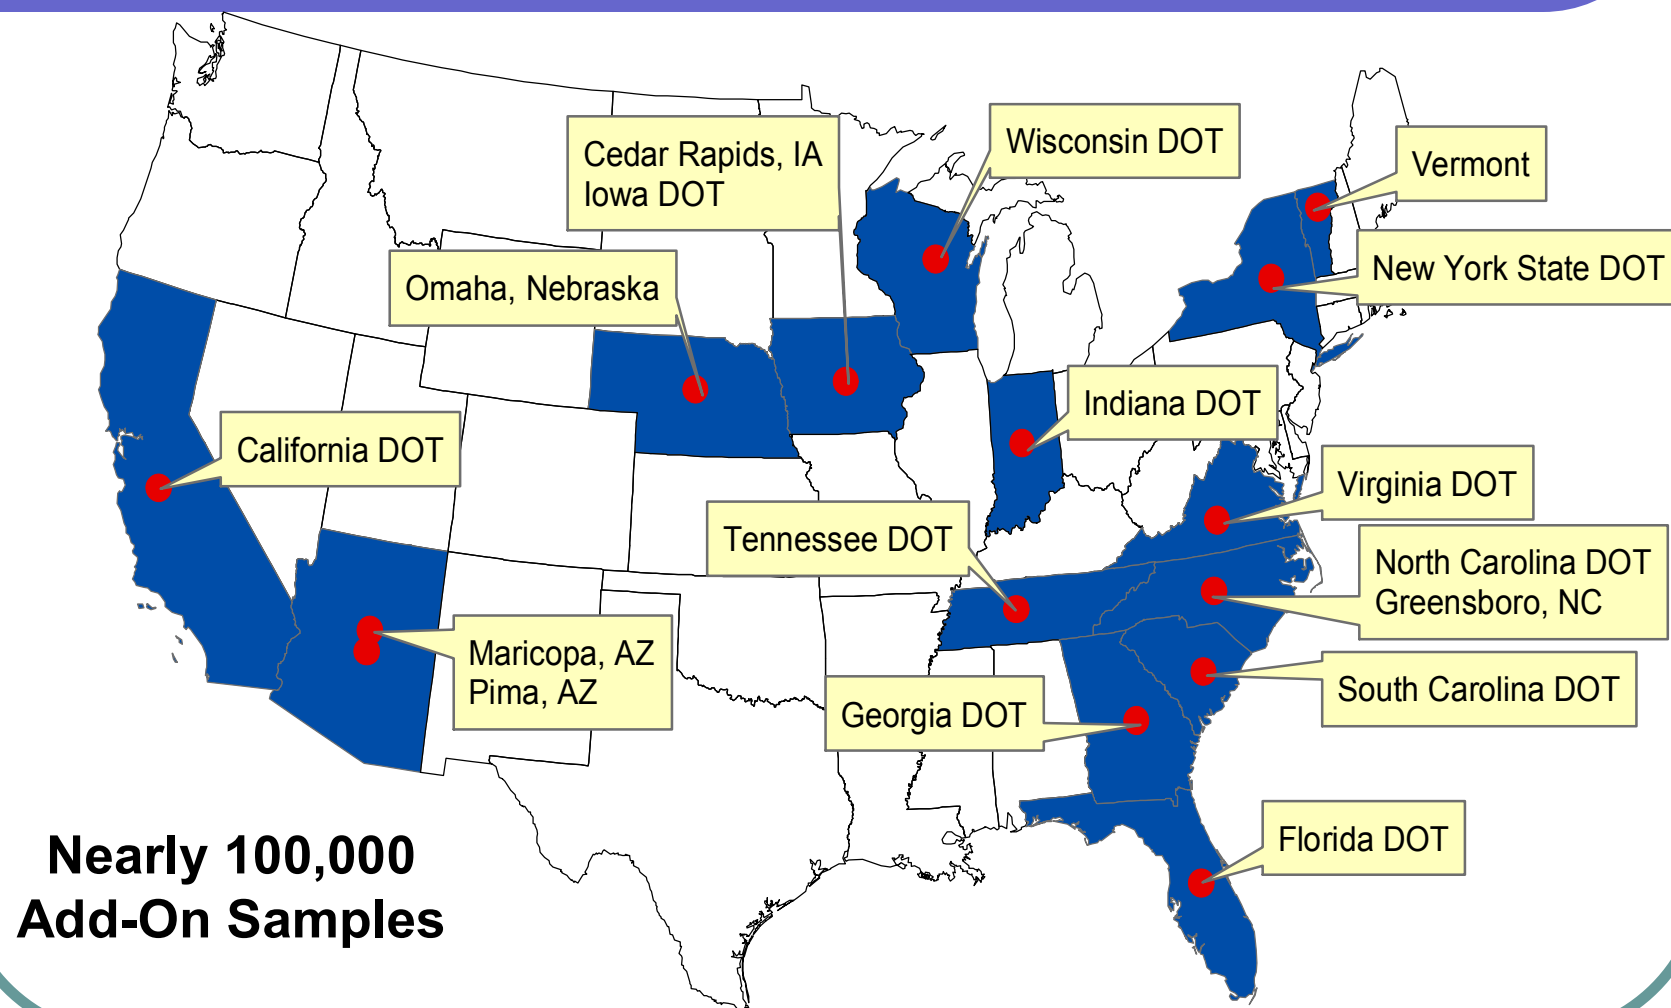 Wisconsin DOT
Cedar Rapids, IA
Iowa DOT
Vermont
Omaha, Nebraska
New York State DOT
Indiana DOT
California DOT
Virginia DOT
Tennessee DOT
North Carolina DOT
Greensboro, NC
Maricopa, AZ
Pima, AZ
South Carolina DOT
Georgia DOT
Florida DOT
Nearly 100,000
Add-On Samples